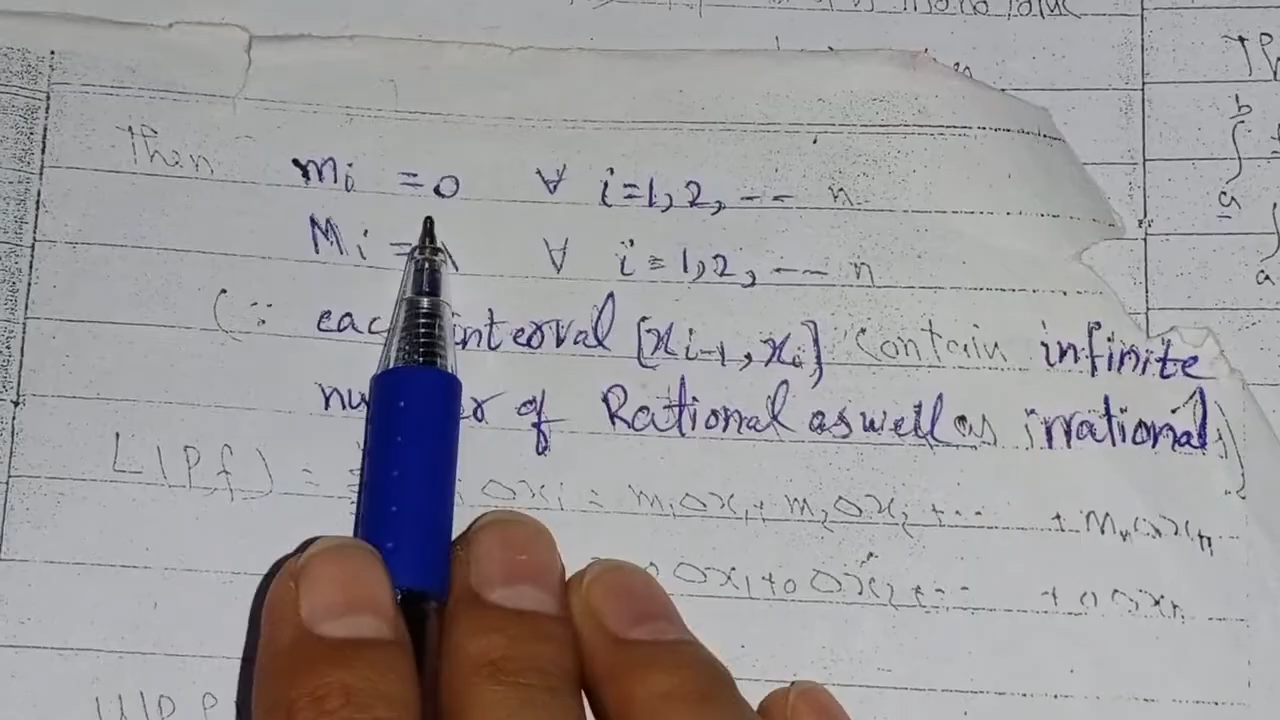 Then mi = 0 ∀ i=1,2,--- n
Mi = 1 ∀ i=1,2,--- n
(∵ each interval [xi-1, xi] contain infinite
number of Rational as well as irrational)
L(P,f) = Δxi = m1Δx1 + m2Δx2 + --- + MnΔxn
0Δx1 + 0Δx2 + --- + 0Δxn